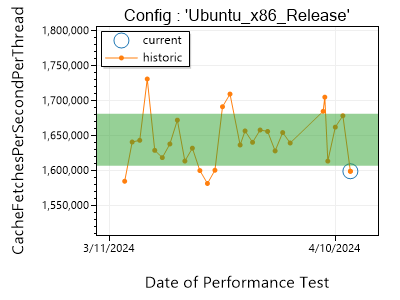 Config : 'Ubuntu_x86_Release'
CacheFetchesPerSecondPerThread
1,800,000
1,750,000
1,700,000
1,650,000
1,600,000
1,550,000
current
historic
3/11/2024
4/10/2024
Date of Performance Test